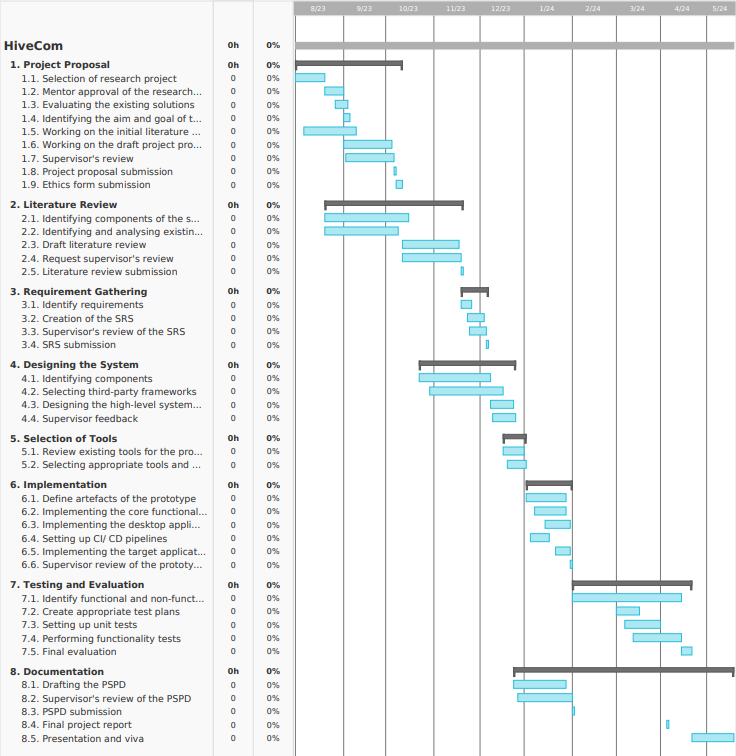 8/23 9/23 10/23 11/23 12/23 1/24 2/24 3/24 4/24 5/24
HiveCom 0h 0%
1. Project Proposal 0h 0%
1.1. Selection of research project 0 0%
1.2. Mentor approval of the research... 0 0%
1.3. Evaluating the existing solutions 0 0%
1.4. Identifying the aim and goal of t... 0 0%
1.5. Working on the initial literature ... 0 0%
1.6. Working on the draft project pro... 0 0%
1.7. Supervisor's review 0 0%
1.8. Project proposal submission 0 0%
1.9. Ethics form submission 0 0%
2. Literature Review 0h 0%
2.1. Identifying components of the s... 0 0%
2.2. Identifying and analysing existin... 0 0%
2.3. Draft literature review 0 0%
2.4. Request supervisor's review 0 0%
2.5. Literature review submission 0 0%
3. Requirement Gathering 0h 0%
3.1. Identify requirements 0 0%
3.2. Creation of the SRS 0 0%
3.3. Supervisor's review of the SRS 0 0%
3.4. SRS submission 0 0%
4. Designing the System 0h 0%
4.1. Identifying components 0 0%
4.2. Selecting third-party frameworks 0 0%
4.3. Designing the high-level system... 0 0%
4.4. Supervisor feedback 0 0%
5. Selection of Tools 0h 0%
5.1. Review existing tools for the pro... 0 0%
5.2. Selecting appropriate tools and ... 0 0%
6. Implementation 0h 0%
6.1. Define artefacts of the prototype 0 0%
6.2. Implementing the core functional... 0 0%
6.3. Implementing the desktop appli... 0 0%
6.4. Setting up CI/ CD pipelines 0 0%
6.5. Implementing the target applicat... 0 0%
6.6. Supervisor review of the prototy... 0 0%
7. Testing and Evaluation 0h 0%
7.1. Identify functional and non-funct... 0 0%
7.2. Create appropriate test plans 0 0%
7.3. Setting up unit tests 0 0%
7.4. Performing functionality tests 0 0%
7.5. Final evaluation 0 0%
8. Documentation 0h 0%
8.1. Drafting the PSPD 0 0%
8.2. Supervisor's review of the PSPD 0 0%
8.3. PSPD submission 0 0%
8.4. Final project report 0 0%
8.5. Presentation and viva 0 0%